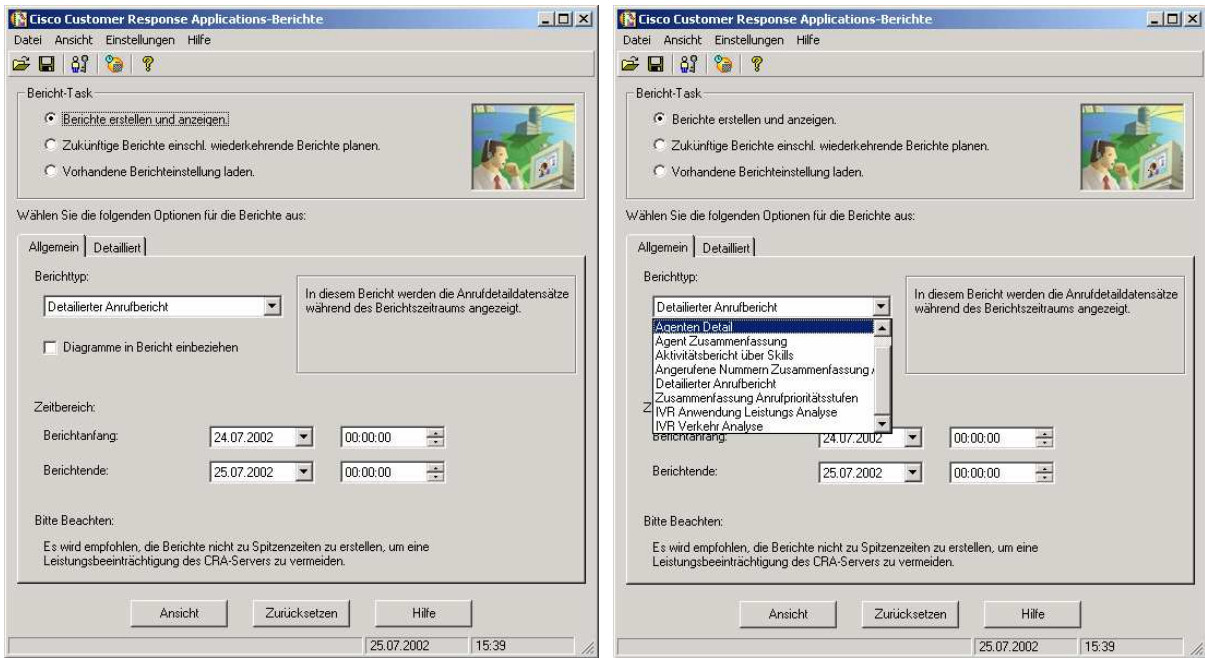 Cisco Customer Response Applications-Berichte
Datei Ansicht Einstellungen Hilfe
Bericht-Task
Berichte erstellen und anzeigen.
Zukünftige Berichte einschl. wiederkehrende Berichte planen.
Vorhandene Berichteinstellung laden.
Wählen Sie die folgenden Optionen für die Berichte aus:
Allgemein Detailliert
Berichttyp:
Detailierter Anrufbericht
In diesem Bericht werden die Anrufdetaildatensätze
während des Berichtszeitraums angezeigt.
Diagramme in Bericht einbeziehen
Zeitbereich:
Berichtanfang: 24.07.2002 00:00:00
Berichtende: 25.07.2002 00:00:00
Bitte Beachten:
Es wird empfohlen, die Berichte nicht zu Spitzenzeiten zu erstellen, um eine
Leistungsbeeinträchtigung des CRA-Servers zu vermeiden.
Ansicht Zurücksetzen Hilfe
25.07.2002 15:39
Cisco Customer Response Applications-Berichte
Datei Ansicht Einstellungen Hilfe
Bericht-Task
Berichte erstellen und anzeigen.
Zukünftige Berichte einschl. wiederkehrende Berichte planen.
Vorhandene Berichteinstellung laden.
Wählen Sie die folgenden Optionen für die Berichte aus:
Allgemein Detailliert
Berichttyp:
Detailierter Anrufbericht
In diesem Bericht werden die Anrufdetaildatensätze
während des Berichtszeitraums angezeigt.
Agenten Detail
Agent Zusammenfassung
Aktivitätsbericht über Skills
Angerufene Nummern Zusammenfassung
Detailierter Anrufbericht
Zusammenfassung Anrufprioritätsstufen
IVR Anwendung Leistungs Analyse
IVR Verkehr Analyse
Berichtanfang: 24.07.2002 00:00:00
Berichtende: 25.07.2002 00:00:00
Bitte Beachten:
Es wird empfohlen, die Berichte nicht zu Spitzenzeiten zu erstellen, um eine
Leistungsbeeinträchtigung des CRA-Servers zu vermeiden.
Ansicht Zurücksetzen Hilfe
25.07.2002 15:39